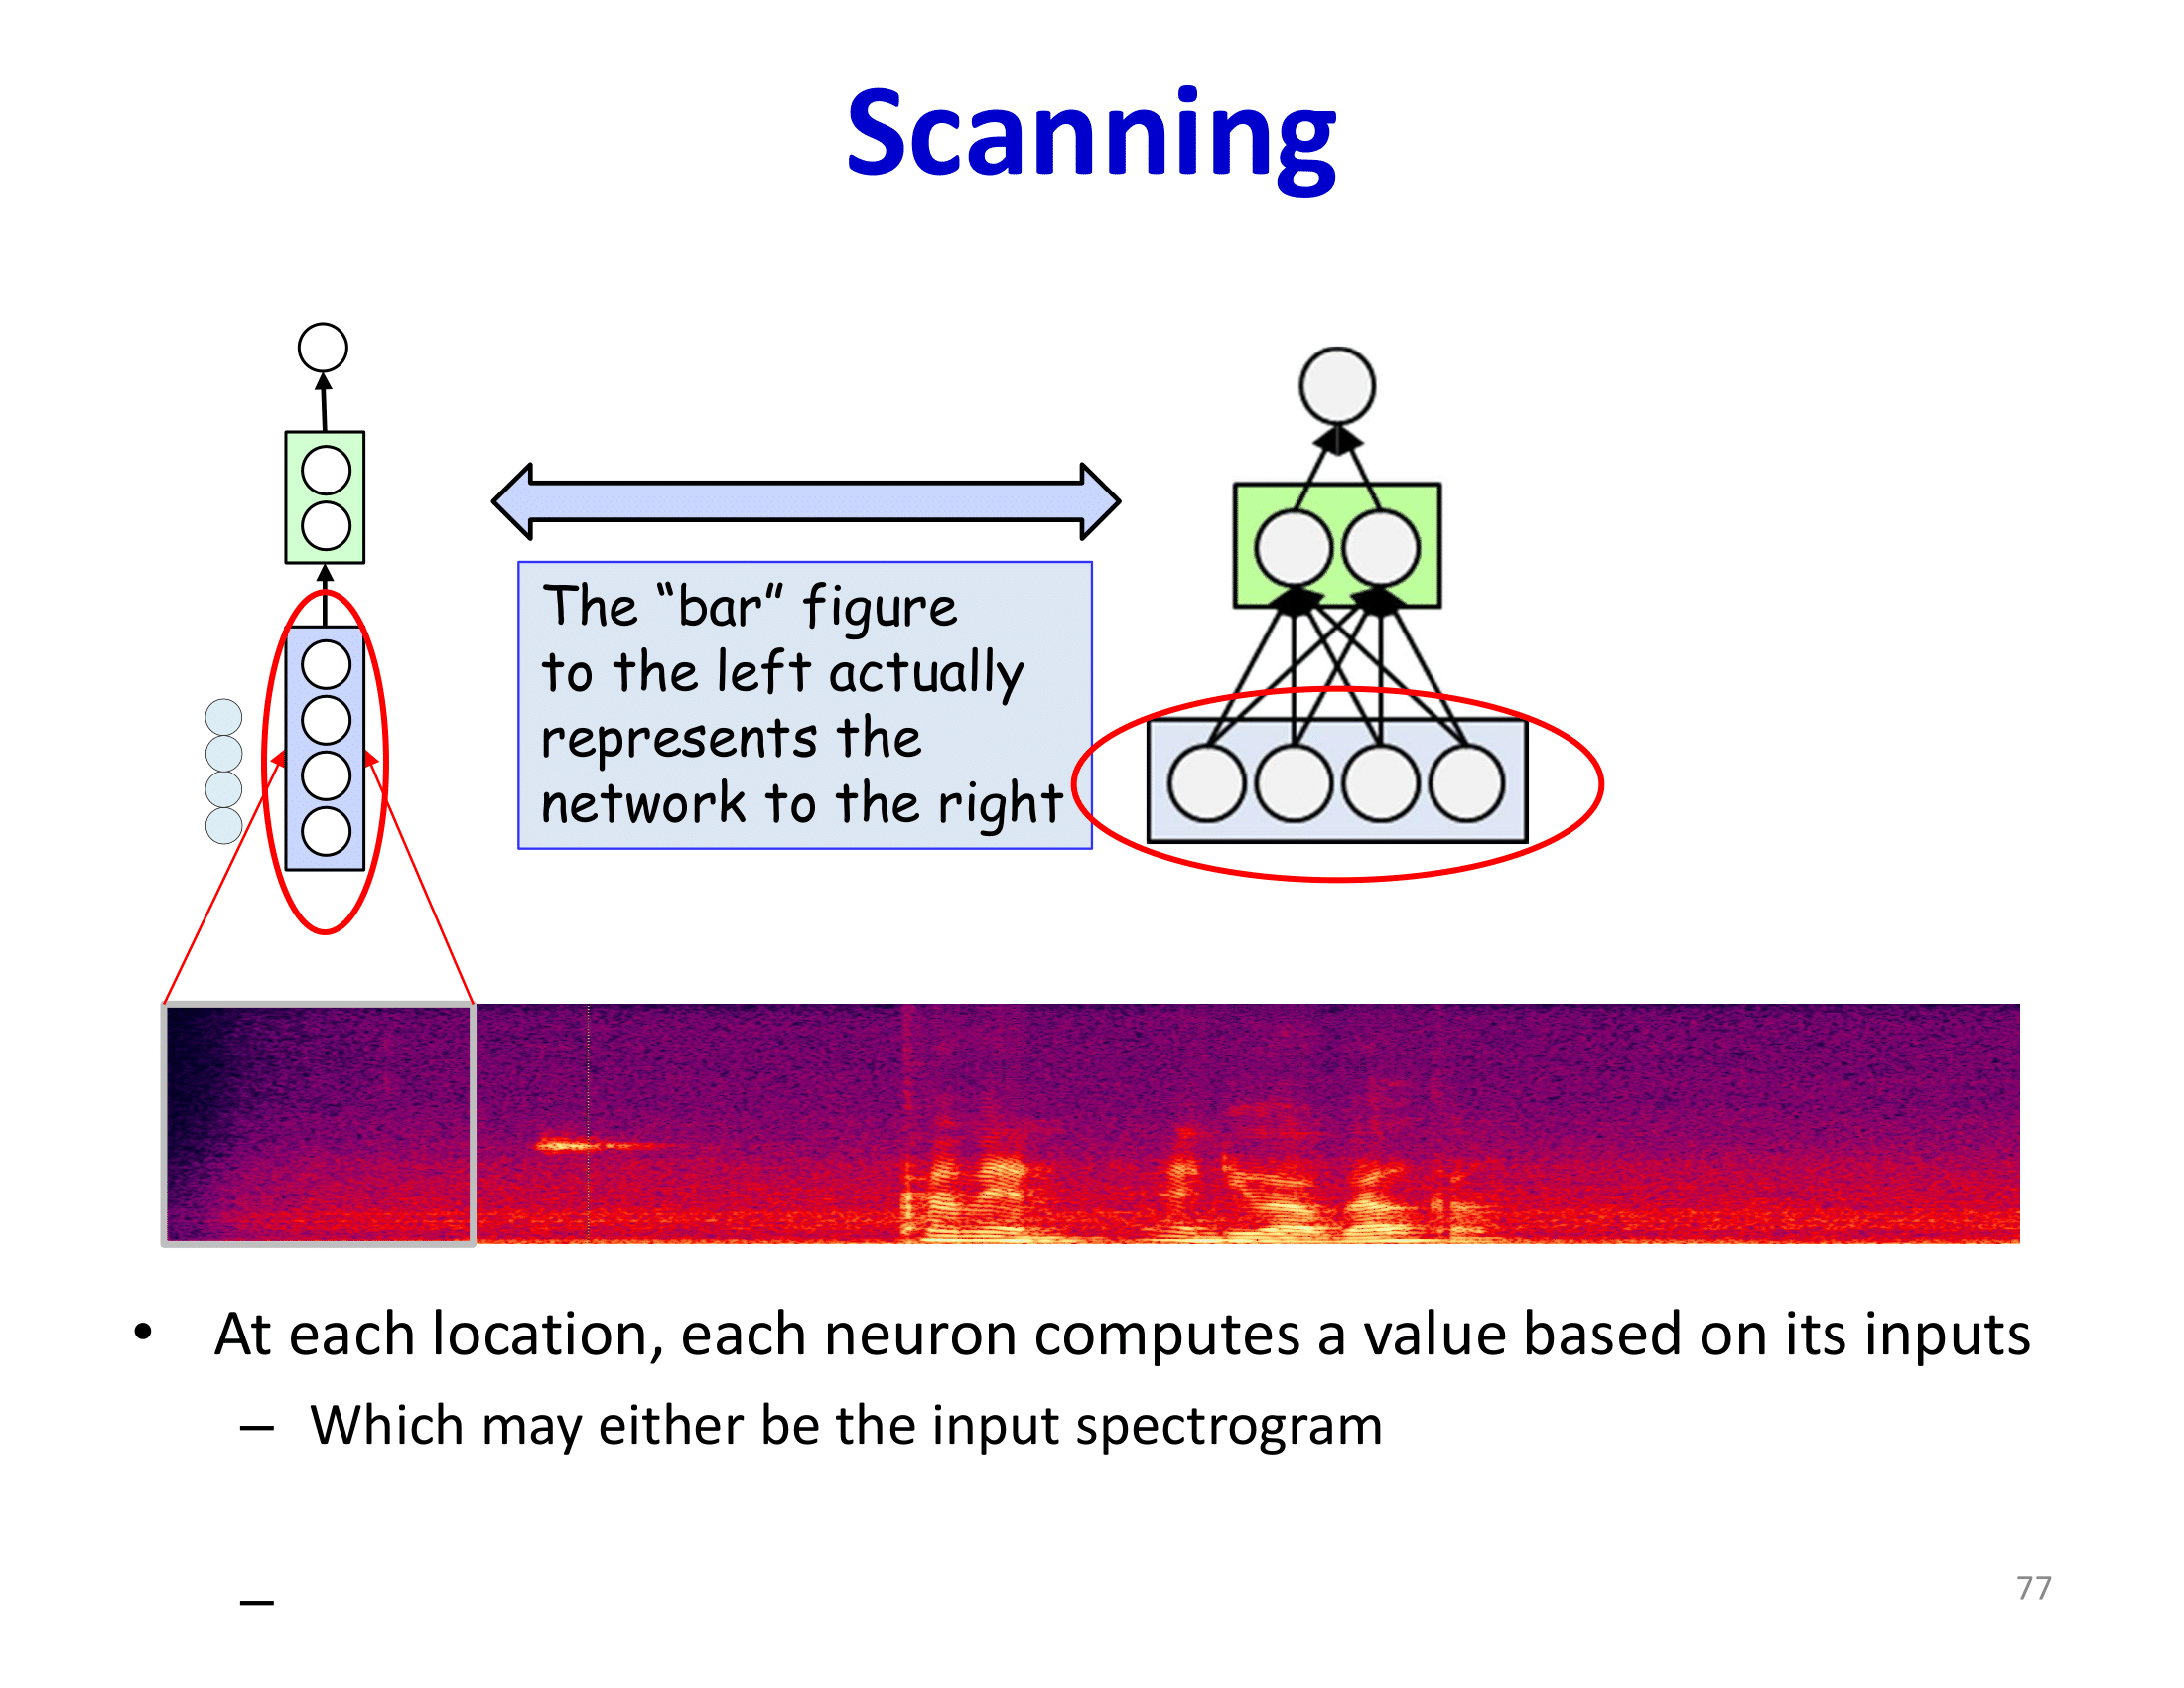 Scanning
The “bar” figure
to the left actually
represents the
network to the right
• At each location, each neuron computes a value based on its inputs
– Which may either be the input spectrogram
–
77